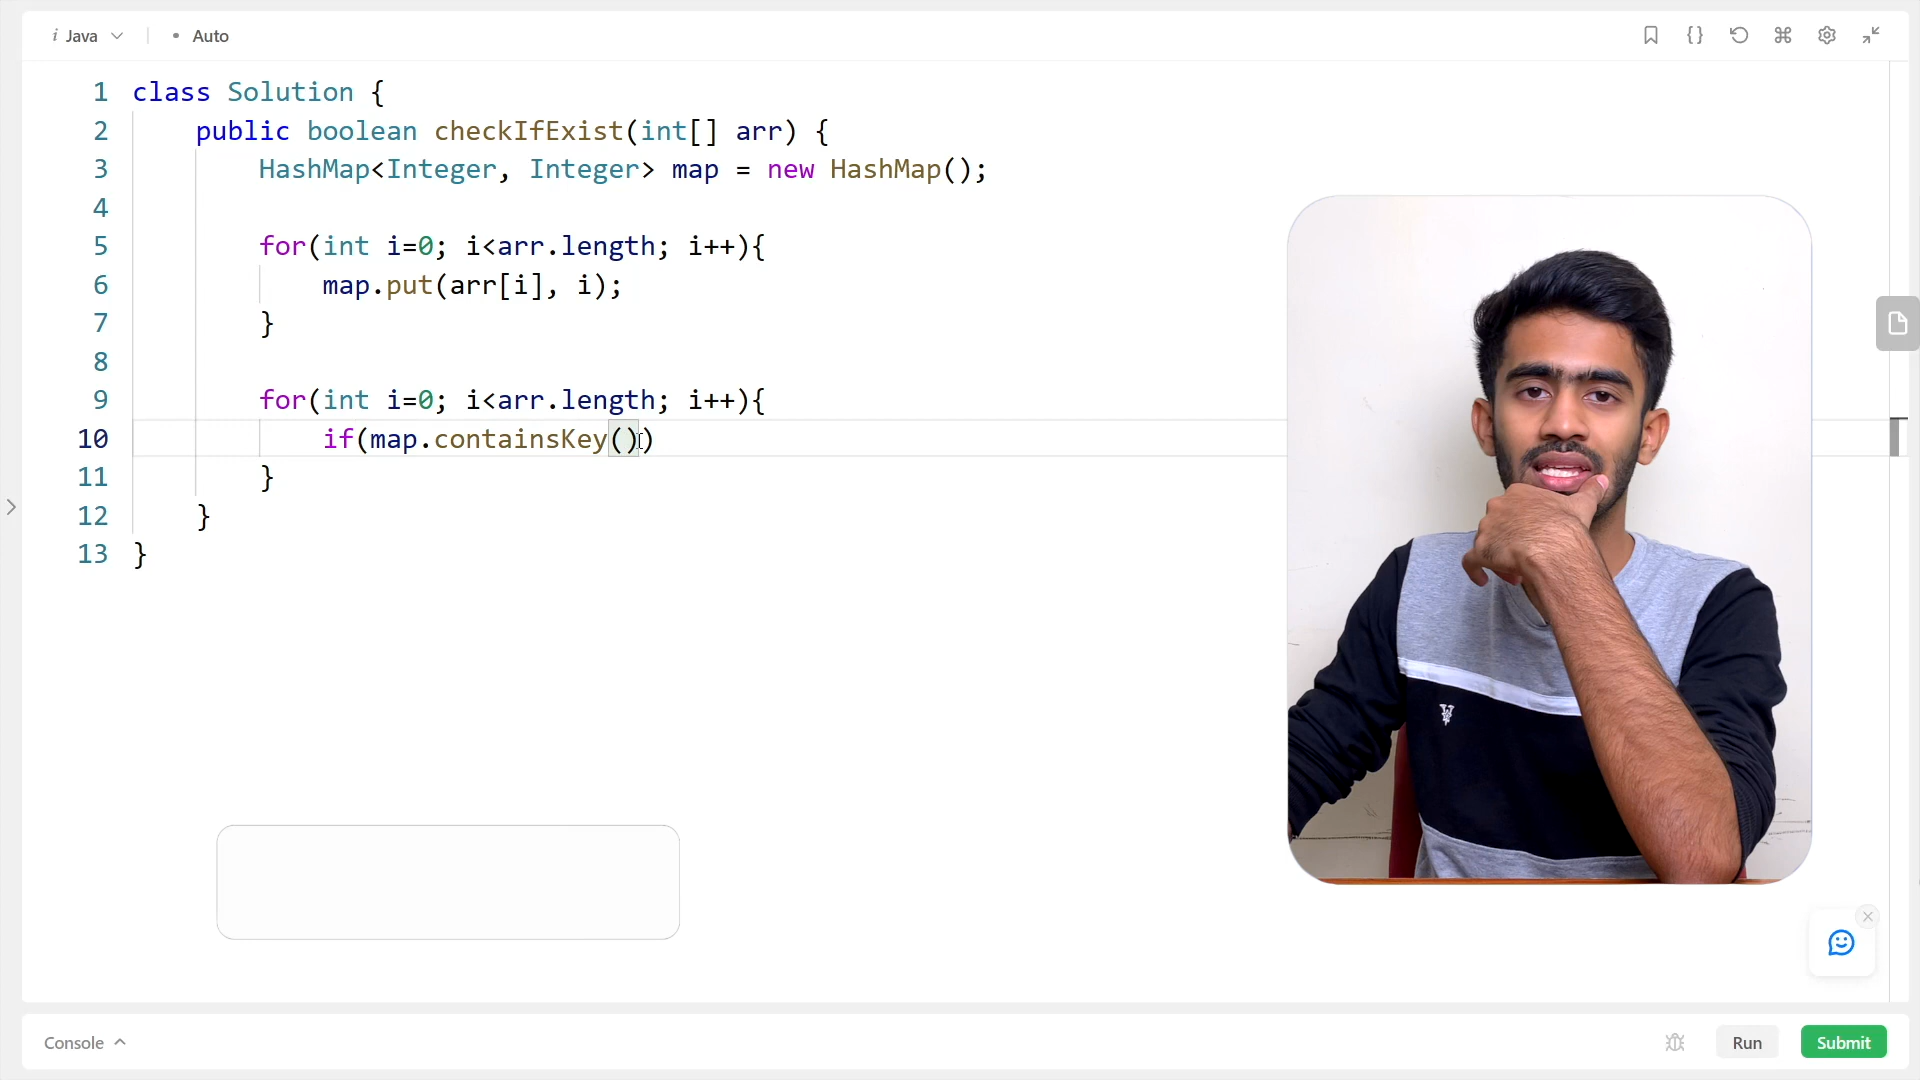 i Java • Auto
1 class Solution {
2 public boolean checkIfExist(int[] arr) {
3 HashMap<Integer, Integer> map = new HashMap();
4
5 for(int i=0; i<arr.length; i++){
6 map.put(arr[i], i);
7 }
8
9 for(int i=0; i<arr.length; i++){
10 if(map.containsKey())
11 }
12 }
13 }
Console Run Submit